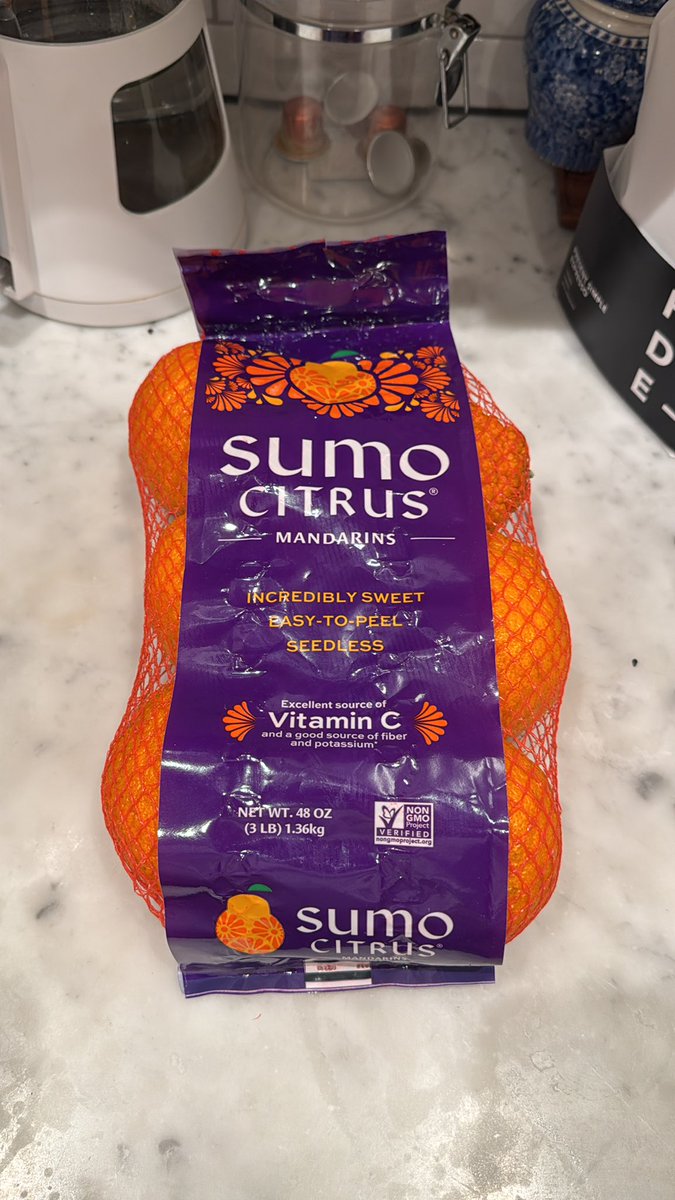 SUMO
CITRUS®
MANDARINS
INCREDIBLY SWEET
EASY-TO-PEEL
SEEDLESS
Excellent source of
Vitamin C
and a good source of fiber
and potassium*
NET WT. 48 OZ
(3 LB) 1.36kg
NON
GMO
Project
VERIFIED
nongmoproject.org
SUMO
CITRUS®
MANDARINS
D
E